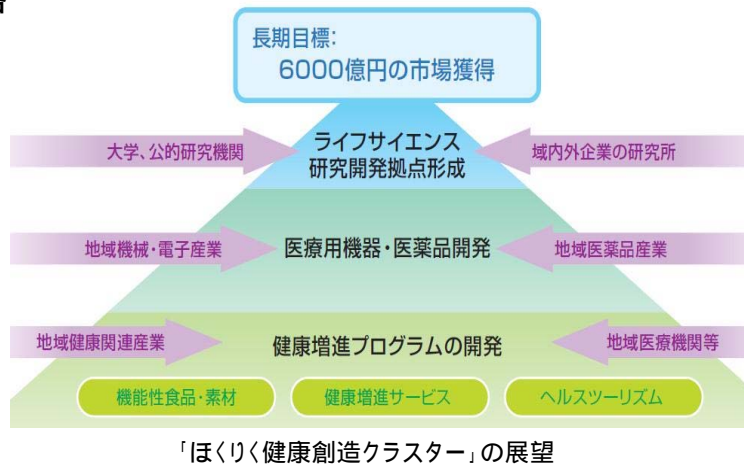 長期目標:
6000億円の市場獲得
大学、公的研究機関
ライフサイエンス
研究開発拠点形成
域内外企業の研究所
地域機械・電子産業
医療用機器・医薬品開発
地域医薬品産業
地域健康関連産業
健康増進プログラムの開発
地域医療機関等
機能性食品・素材
健康増進サービス
ヘルスツーリズム
「ほくりく健康創造クラスター」の展望